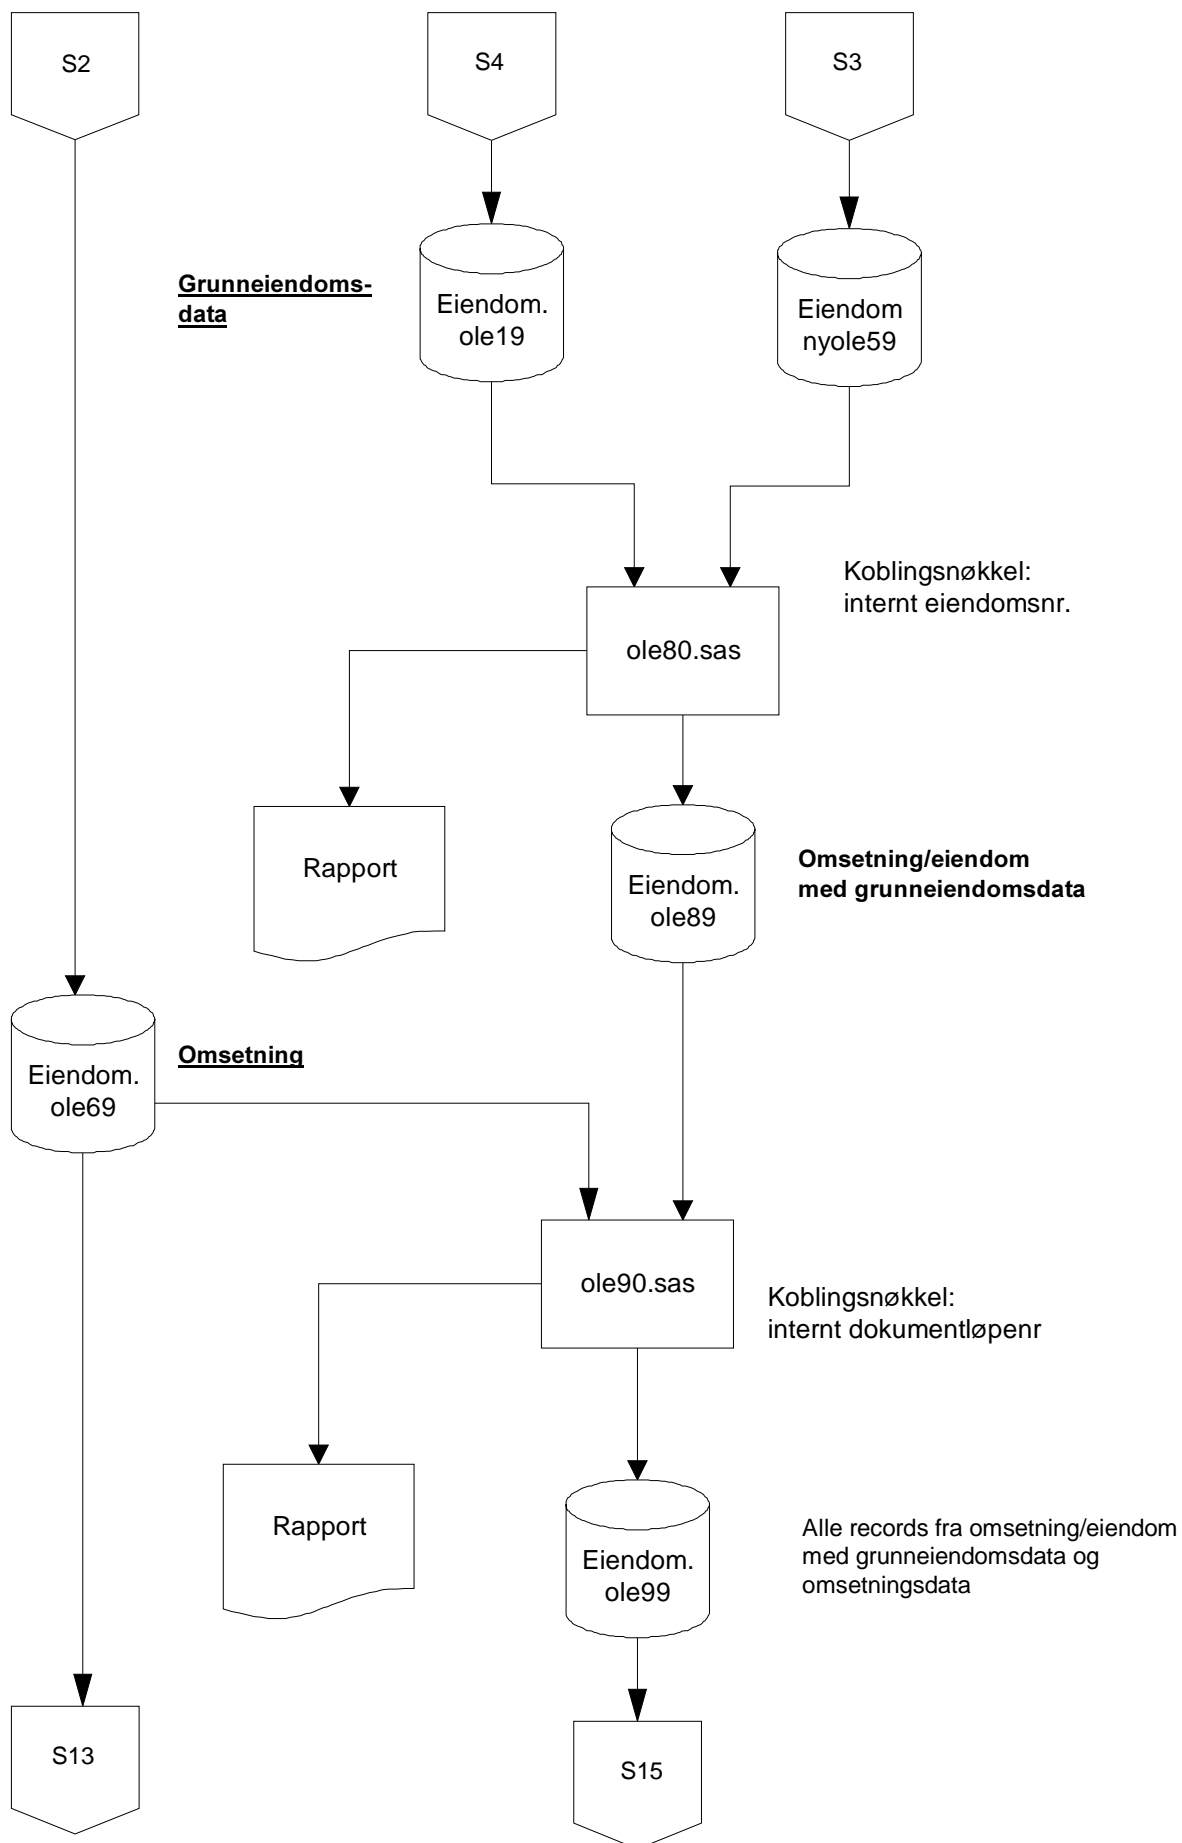 S2
S4
S3
Grunneiendoms-
data
Eiendom.
ole19
Eiendom
nyole59
Koblingsnøkkel:
internt eiendomsnr.
ole80.sas
Rapport
Eiendom.
ole89
Omsetning/eiendom
med grunneiendomsdata
Eiendom.
ole69
Omsetning
ole90.sas
Koblingsnøkkel:
internt dokumentløpenr
Rapport
Eiendom.
ole99
Alle records fra omsetning/eiendom
med grunneiendomsdata og
omsetningsdata
S13
S15